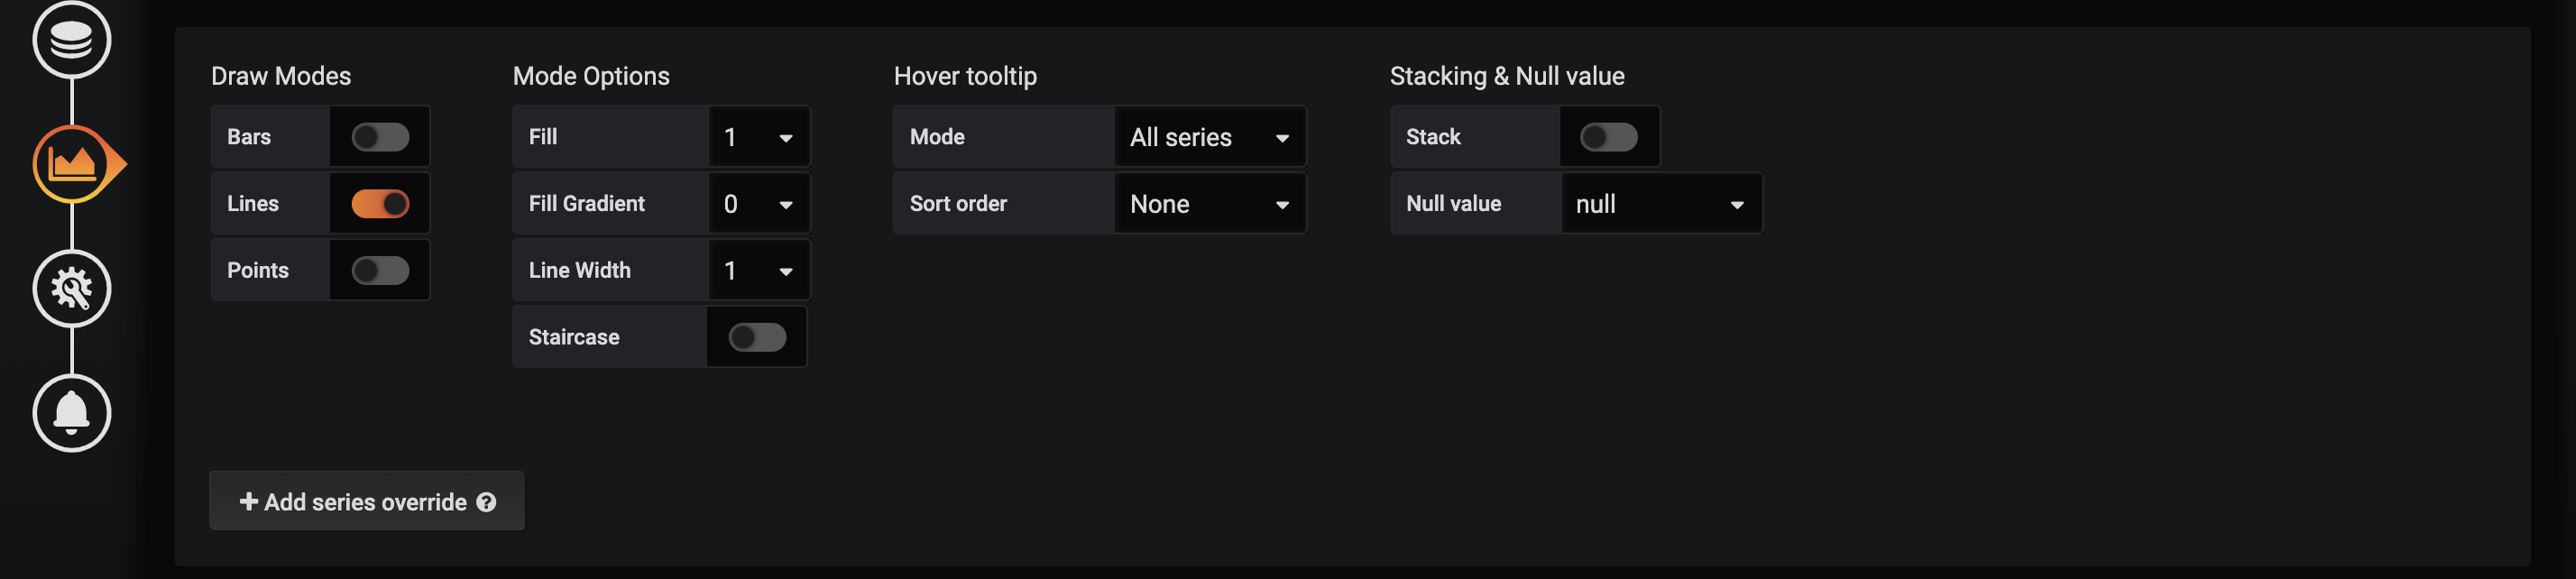 Draw Modes
Bars
Lines
Points
Mode Options
Fill 1
Fill Gradient 0
Line Width 1
Staircase
Hover tooltip
Mode All series
Sort order None
Stacking & Null value
Stack
Null value null
+ Add series override ?